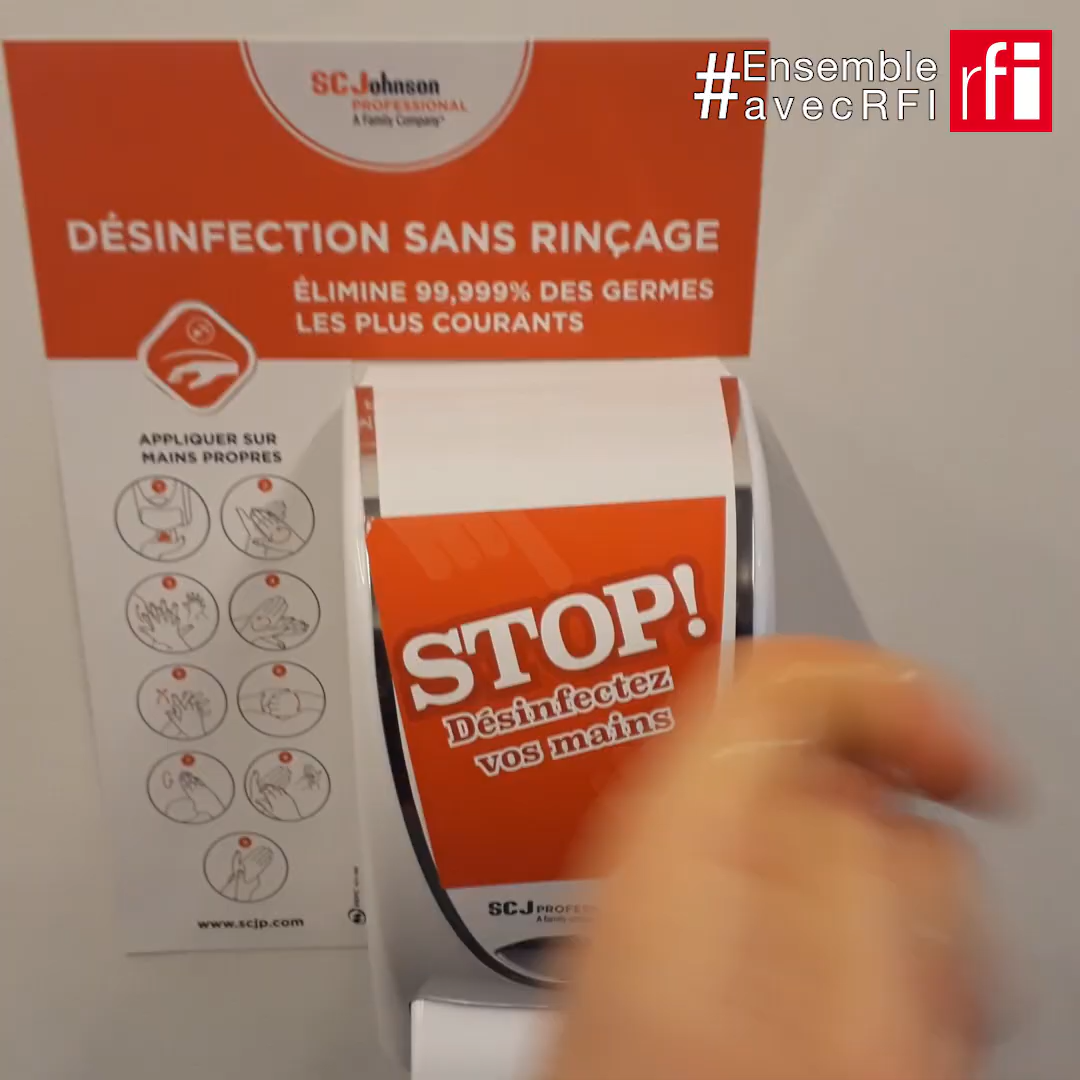 #Ensemble
avecRFI
rfi
SCJohnson
PROFESSIONAL
A Family Company™
DÉSINFECTION SANS RINÇAGE
ÉLIMINE 99,999% DES GERMES
LES PLUS COURANTS
APPLIQUER SUR
MAINS PROPRES
STOP!
Désinfectez
vos mains
SCJ
www.scjp.com